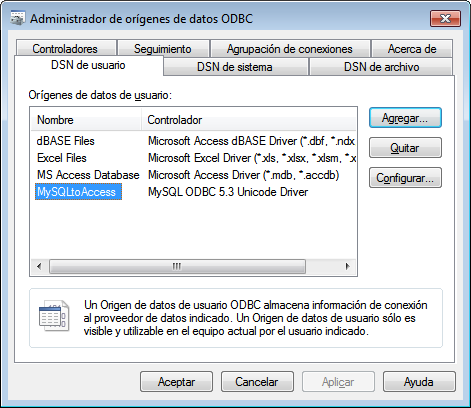 Administrador de orígenes de datos ODBC
Controladores Seguimiento Agrupación de conexiones Acerca de
DSN de usuario DSN de sistema DSN de archivo
Orígenes de datos de usuario:
Nombre Controlador
dBASE Files Microsoft Access dBASE Driver (*.dbf, *.ndx
Excel Files Microsoft Excel Driver (*.xls, *.xlsx, *.xlsm, *.x
MS Access Database Microsoft Access Driver (*.mdb, *.accdb)
MySQLtoAccess MySQL ODBC 5.3 Unicode Driver
Agregar...
Quitar
Configurar...
Un Origen de datos de usuario ODBC almacena información de conexión
al proveedor de datos indicado. Un Origen de datos de usuario sólo es
visible y utilizable en el equipo actual por el usuario indicado.
Aceptar Cancelar Aplicar Ayuda